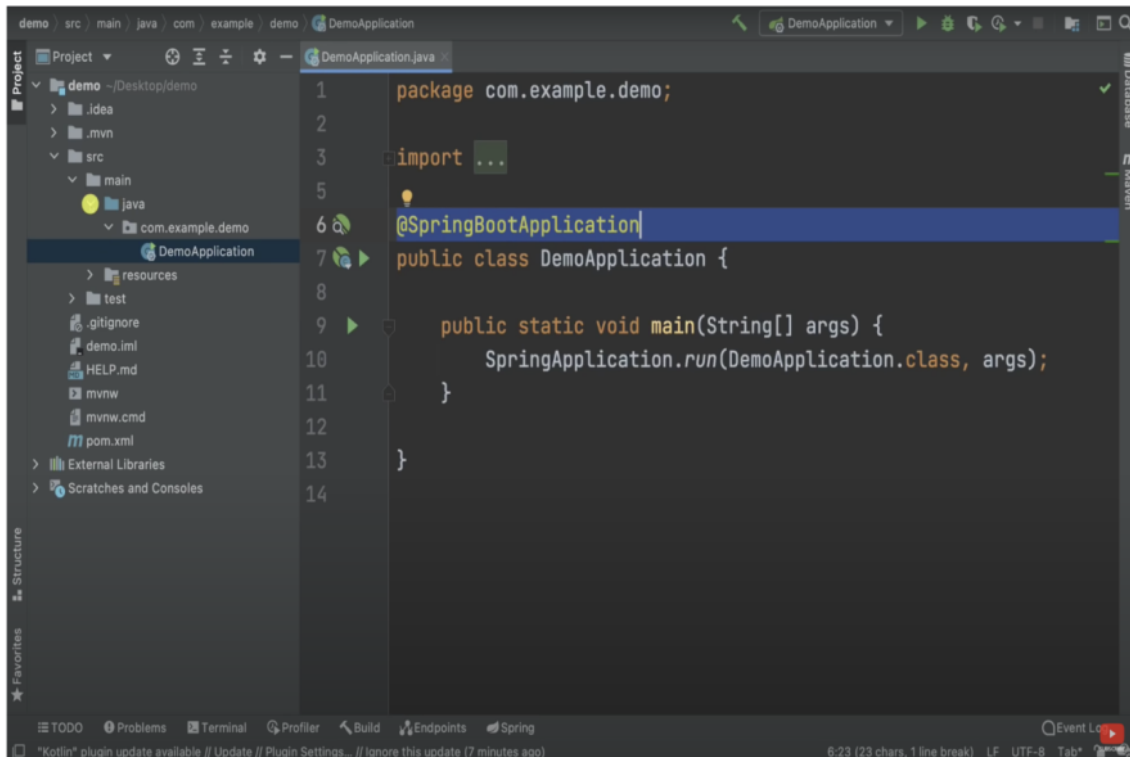 demo src main java com example demo DemoApplication
DemoApplication
Project
Project
DemoApplication.java
demo ~/Desktop/demo
.idea
.mvn
src
main
java
com.example.demo
DemoApplication
resources
test
.gitignore
demo.iml
HELP.md
mvnw
mvnw.cmd
pom.xml
External Libraries
Scratches and Consoles
Structure
Favorites
1 package com.example.demo;
2
3 import ...
5
6 @SpringBootApplication
7 public class DemoApplication {
8
9 public static void main(String[] args) {
10 SpringApplication.run(DemoApplication.class, args);
11 }
12
13 }
14
Database
Maven
TODO Problems Terminal Profiler Build Endpoints Spring Event
"Kotlin" plugin update available // Update // Plugin Settings... // Ignore this update (7 minutes ago) 6:23 (23 chars, 1 line break) LF UTF-8 Tab*